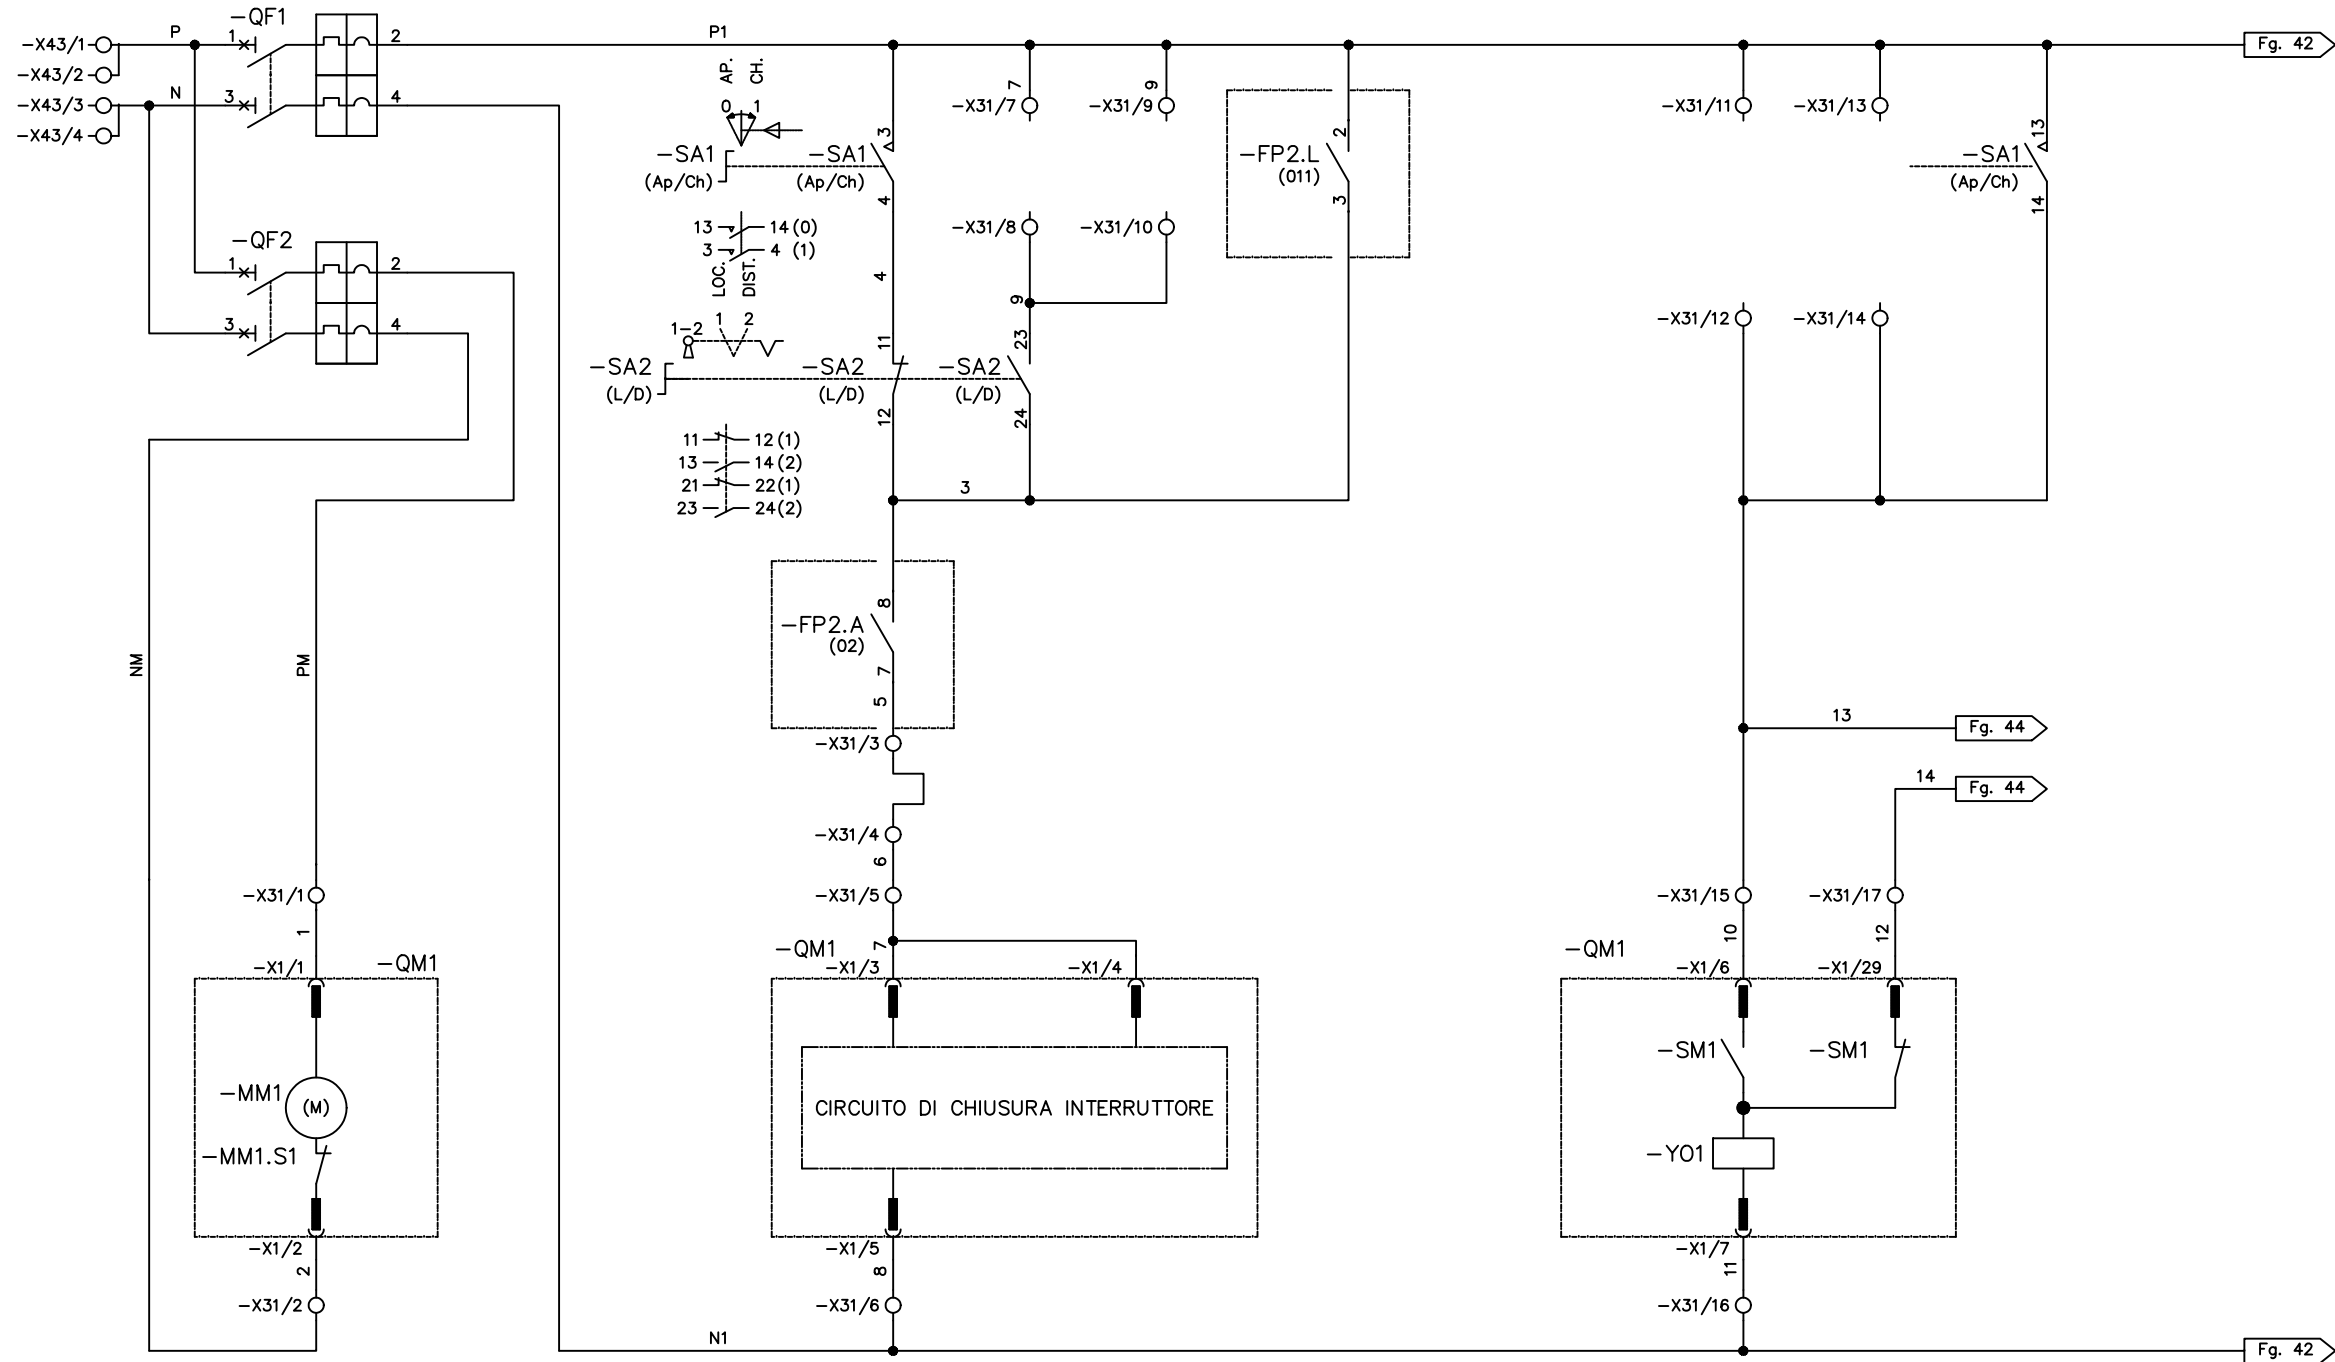 -QF1
-X43/1
P
1
2
P1
Fg. 42
-X43/2
-X43/3
N
3
4
-X43/4
AP.
CH.
0
1
-SA1
(Ap/Ch)
-SA1
(Ap/Ch)
3
4
7
-X31/7
9
-X31/9
-FP2.L
(011)
2
3
-X31/11
-X31/13
-SA1
(Ap/Ch)
13
14
13
14(0)
3
4 (1)
-X31/8
-X31/10
-QF2
1
2
3
4
LOC.
DIST.
4
9
1-2
1
2
-SA2
(L/D)
-SA2
(L/D)
11
12
-SA2
(L/D)
23
24
-X31/12
-X31/14
11
12(1)
13
14(2)
21
22(1)
23
24(2)
3
-FP2.A
(02)
8
7
5
NM
PM
13
Fg. 44
-X31/3
14
Fg. 44
-X31/4
6
-X31/1
-X31/5
-X31/15
-X31/17
1
7
10
12
-X1/1
-QM1
-QM1
-X1/3
-X1/4
-QM1
-X1/6
-X1/29
-MM1
(M)
-MM1.S1
CIRCUITO DI CHIUSURA INTERRUTTORE
-SM1
-SM1
-YO1
-X1/2
2
-X31/2
-X1/5
8
-X31/6
-X1/7
11
-X31/16
N1
Fg. 42